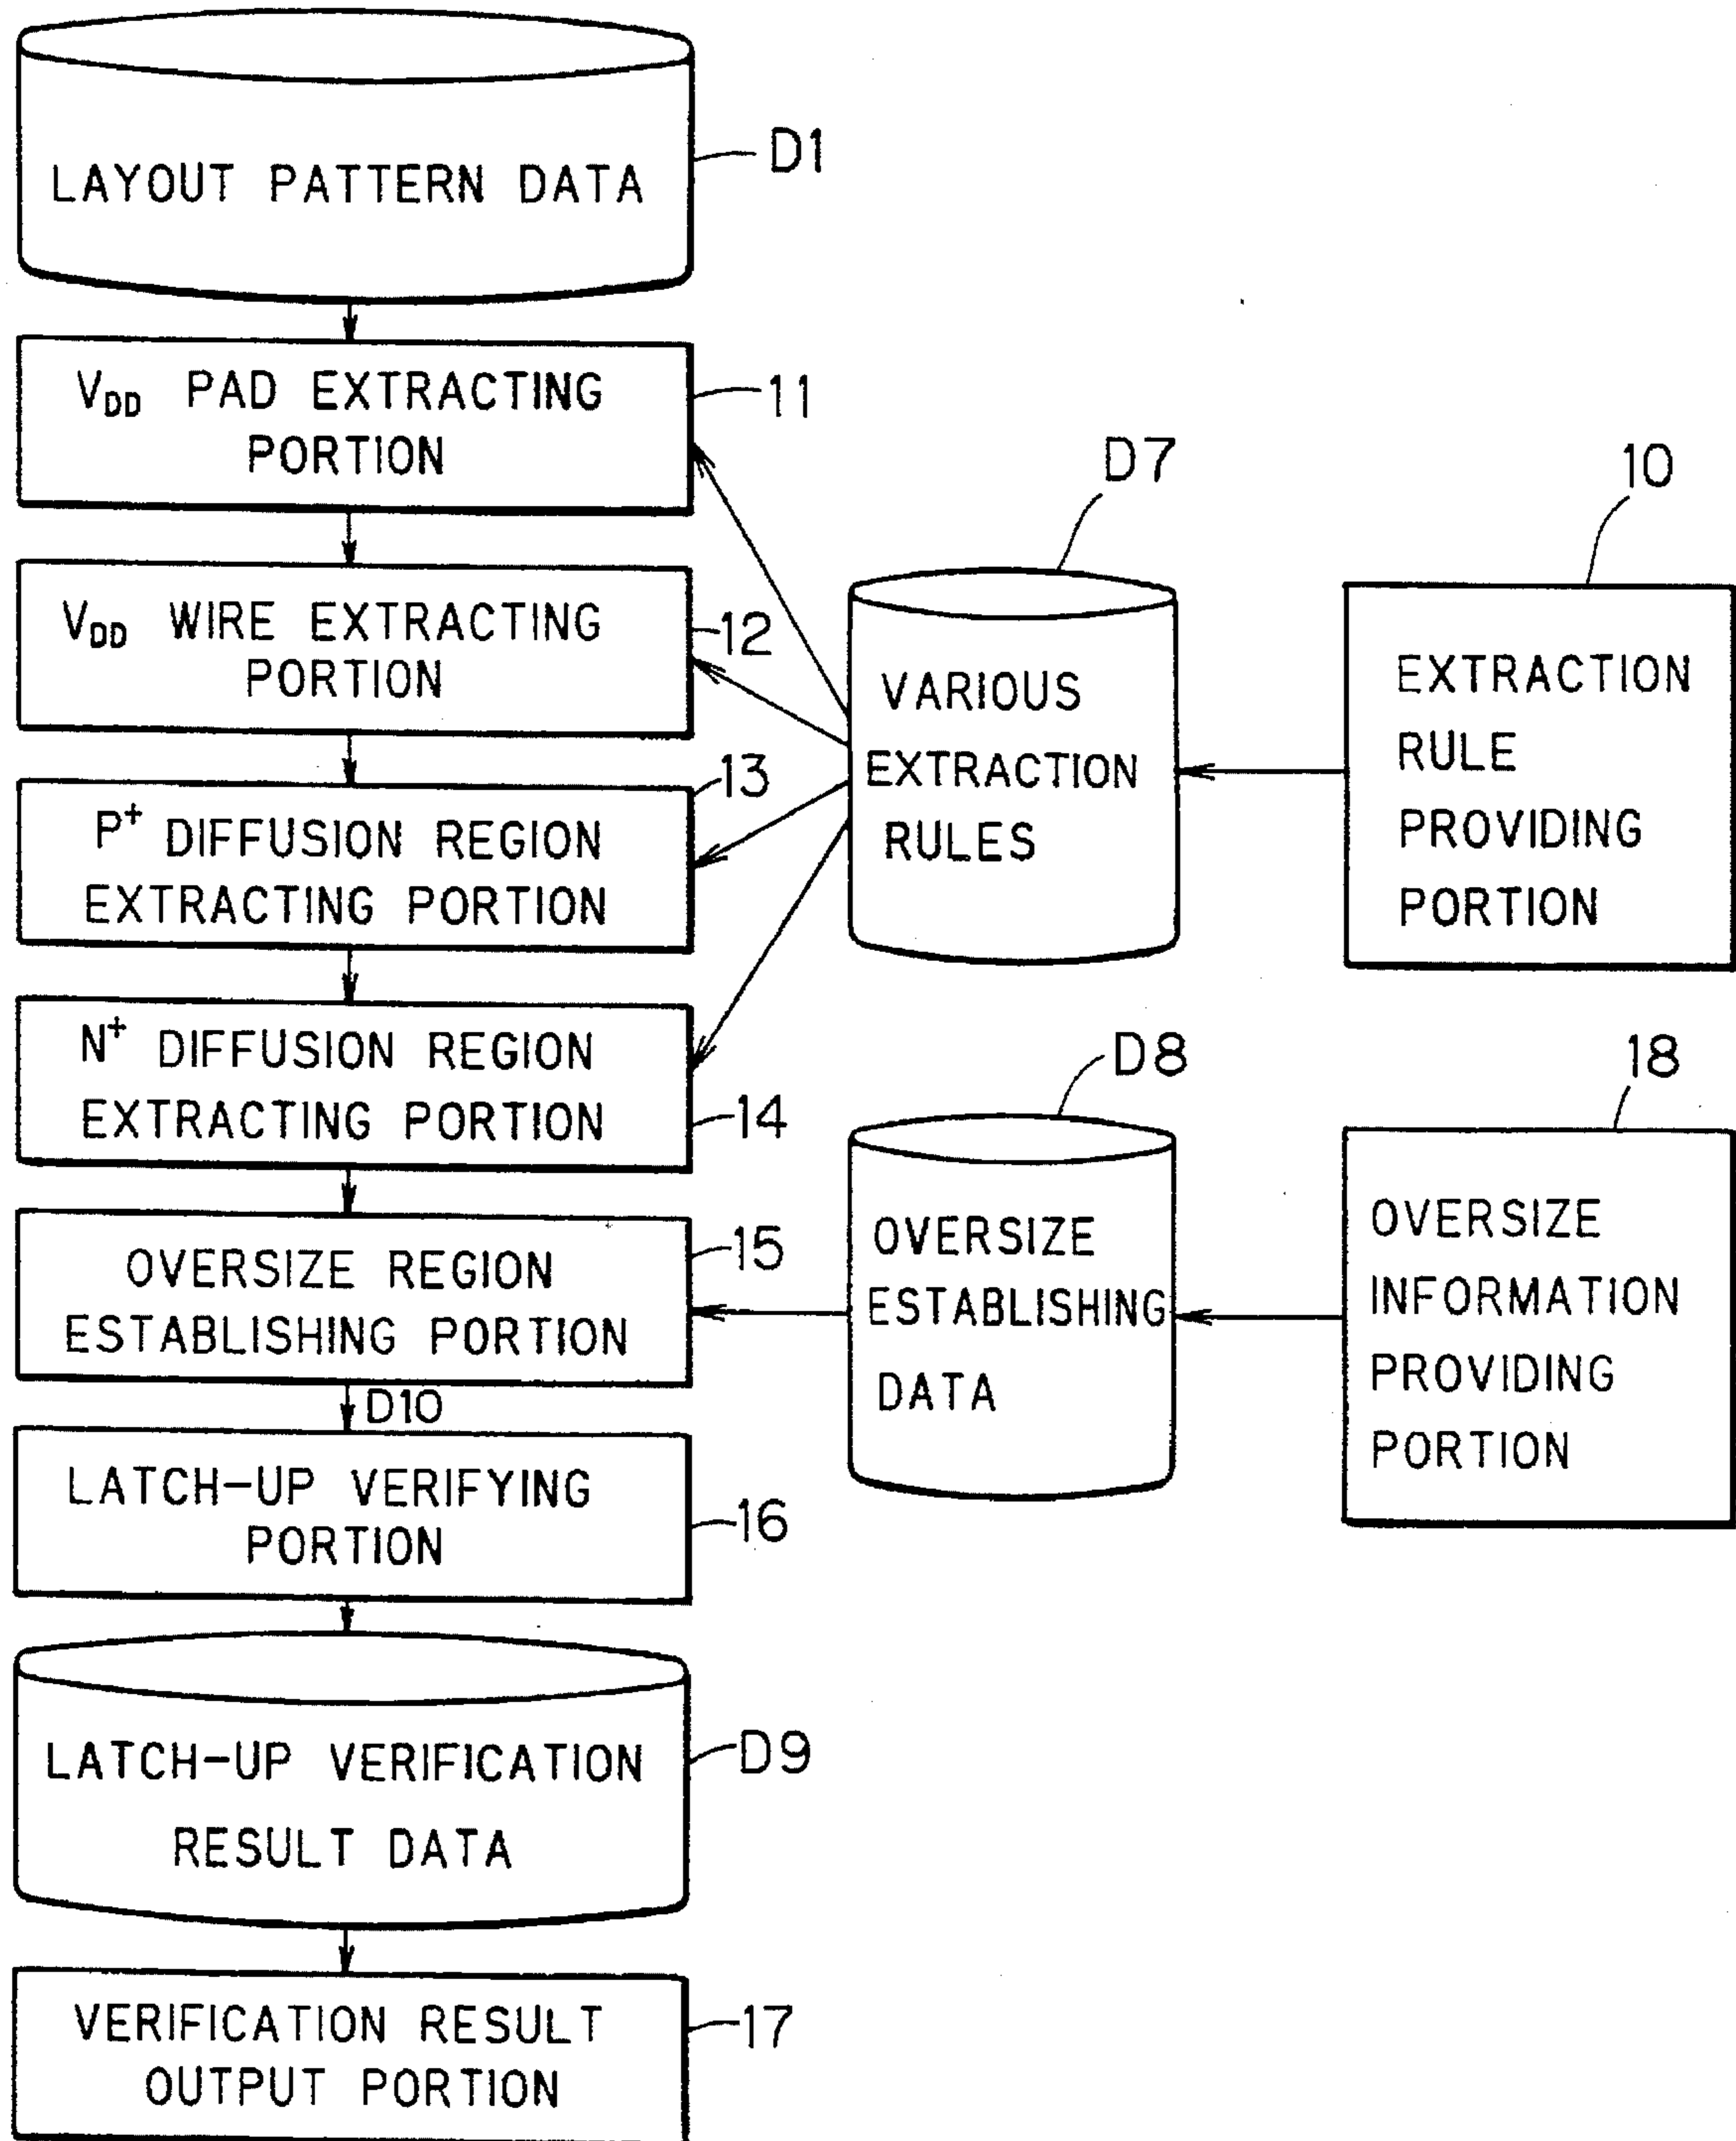 LAYOUT PATTERN DATA
D1
V_DD PAD EXTRACTING
PORTION
11
V_DD WIRE EXTRACTING
PORTION
12
P+ DIFFUSION REGION
EXTRACTING PORTION
13
N+ DIFFUSION REGION
EXTRACTING PORTION
14
D7
VARIOUS
EXTRACTION
RULES
10
EXTRACTION
RULE
PROVIDING
PORTION
OVERSIZE REGION
ESTABLISHING PORTION
15
D8
OVERSIZE
ESTABLISHING
DATA
18
OVERSIZE
INFORMATION
PROVIDING
PORTION
D10
LATCH-UP VERIFYING
PORTION
16
LATCH-UP VERIFICATION
RESULT DATA
D9
VERIFICATION RESULT
OUTPUT PORTION
17